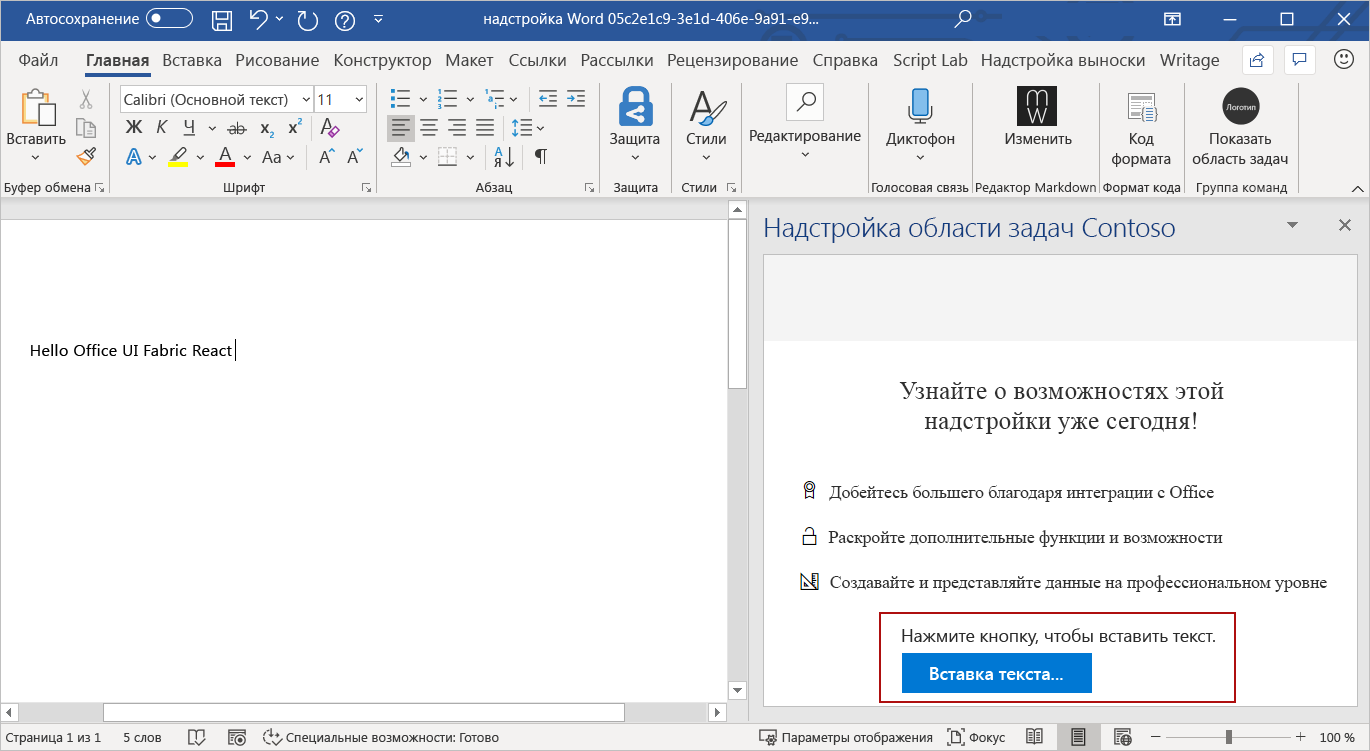 Автосохранение
надстройка Word 05c2e1c9-3e1d-406e-9a91-e9...
Файл Главная Вставка Рисование Конструктор Макет Ссылки Рассылки Рецензирование Справка Script Lab Надстройка выноски Writage
Вставить
Буфер обмена
Calibri (Основной текст) 11
Ж К Ч ab x₂ x²
А А Aa А А
Шрифт
Абзац
Защита
Защита
Стили
Стили
Редактирование
Диктофон
Голосовая связь
Изменить
Редактор Markdown
Код
формата
Формат кода
Логотип
Показать
область задач
Группа команд
Hello Office UI Fabric React
Надстройка области задач Contoso
Узнайте о возможностях этой
надстройки уже сегодня!
Добейтесь большего благодаря интеграции с Office
Раскройте дополнительные функции и возможности
Создавайте и представляйте данные на профессиональном уровне
Нажмите кнопку, чтобы вставить текст.
Вставка текста...
Страница 1 из 1 5 слов Специальные возможности: Готово Параметры отображения Фокус 100 %